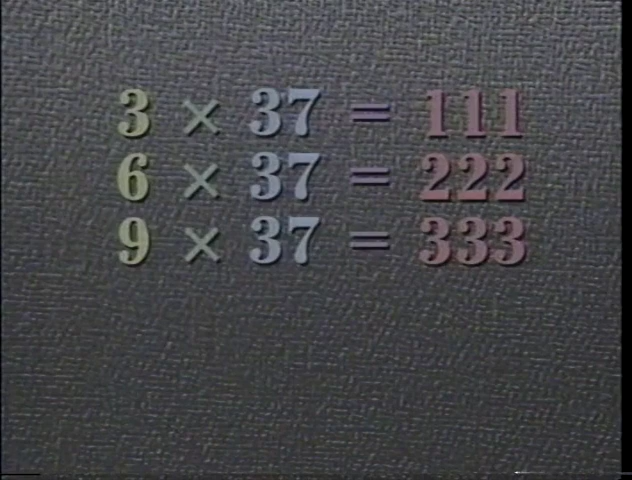 3 × 37 = 111
6 × 37 = 222
9 × 37 = 333